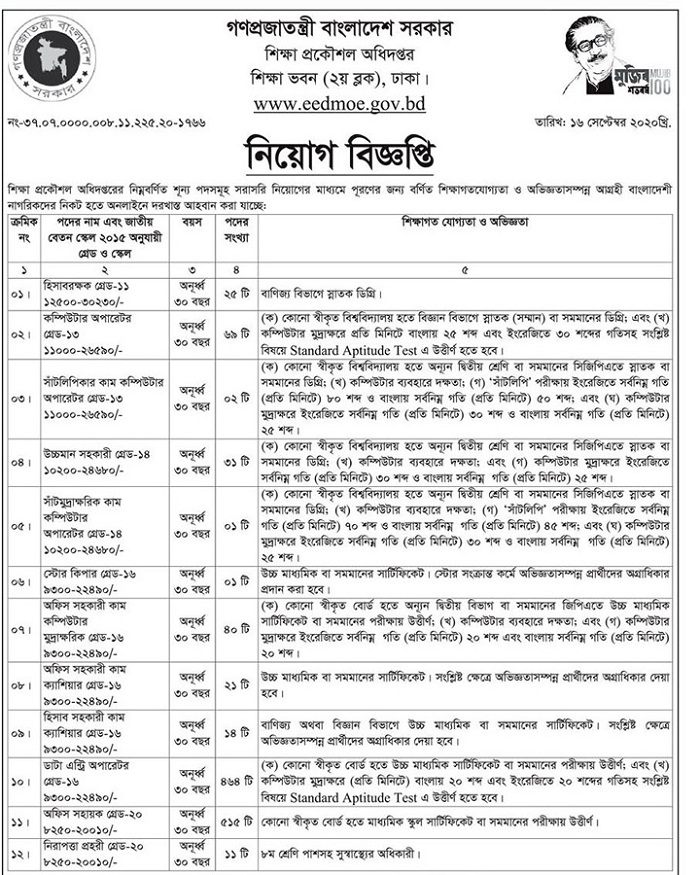 গণপ্রজাতন্ত্রী বাংলাদেশ সরকার
শিক্ষা প্রকৌশল অধিদপ্তর
শিক্ষা ভবন (২য় ব্লক), ঢাকা।
www.eedmoe.gov.bd
গণপ্রজাতন্ত্রী বাংলাদেশ
সরকার
মুজিব
শতবর্ষ
MUJIB
100
নং-৩৭.০৭.০০০০.০০৮.১১.২২৫.২০-১৭৬৬
তারিখ: ১৬ সেপ্টেম্বর ২০২০খ্রি.
নিয়োগ বিজ্ঞপ্তি
শিক্ষা প্রকৌশল অধিদপ্তরের নিম্নবর্ণিত শূন্য পদসমূহ সরাসরি নিয়োগের মাধ্যমে পূরণের জন্য বর্ণিত শিক্ষাগতযোগ্যতা ও অভিজ্ঞতাসম্পন্ন আগ্রহী বাংলাদেশী
নাগরিকদের নিকট হতে অনলাইনে দরখাস্ত আহবান করা যাচ্ছে:
ক্রমিক নং
পদের নাম এবং জাতীয়
বেতন স্কেল ২০১৫ অনুযায়ী
গ্রেড ও স্কেল
বয়স
পদের
সংখ্যা
শিক্ষাগত যোগ্যতা ও অভিজ্ঞতা
১ ২ ৩ ৪ ৫
০১।
হিসাবরক্ষক গ্রেড-১১
১২৫০০-৩০২৩০/-
অনূর্ধ্ব
৩০ বছর
২৫ টি
বাণিজ্য বিভাগে স্নাতক ডিগ্রি।
০২।
কম্পিউটার অপারেটর
গ্রেড-১৩
১১০০০-২৬৫৯০/-
অনূর্ধ্ব
৩০ বছর
৬৯ টি
(ক) কোনো স্বীকৃত বিশ্ববিদ্যালয় হতে বিজ্ঞান বিভাগে স্নাতক (সম্মান) বা সমমানের ডিগ্রি; এবং (খ)
কম্পিউটার মুদ্রাক্ষরে প্রতি মিনিটে বাংলায় ২৫ শব্দ এবং ইংরেজিতে ৩০ শব্দের গতিসহ সংশ্লিষ্ট
বিষয়ে Standard Aptitude Test এ উত্তীর্ণ হতে হবে।
০৩।
সাঁটলিপিকার কাম কম্পিউটার
অপারেটর গ্রেড-১৩
১১০০০-২৬৫৯০/-
অনূর্ধ্ব
৩০ বছর
০২ টি
(ক) কোনো স্বীকৃত বিশ্ববিদ্যালয় হতে অন্যূন দ্বিতীয় শ্রেণি বা সমমানের সিজিপিএতে স্নাতক বা
সমমানের ডিগ্রি; (খ) কম্পিউটার ব্যবহারে দক্ষতা; (গ) 'সাঁটলিপি' পরীক্ষায় ইংরেজিতে সর্বনিম্ন গতি
(প্রতি মিনিটে) ৮০ শব্দ ও বাংলায় সর্বনিম্ন গতি (প্রতি মিনিটে) ৫০ শব্দ; এবং (ঘ) কম্পিউটার
মুদ্রাক্ষরে ইংরেজিতে সর্বনিম্ন গতি (প্রতি মিনিটে) ৩০ শব্দ ও বাংলায় সর্বনিম্ন গতি (প্রতি মিনিটে)
২৫ শব্দ।
০৪।
উচ্চমান সহকারী গ্রেড-১৪
১০২০০-২৪৬৮০/-
অনূর্ধ্ব
৩০ বছর
৩১ টি
(ক) কোনো স্বীকৃত বিশ্ববিদ্যালয় হতে অন্যূন দ্বিতীয় শ্রেণি বা সমমানের সিজিপিএতে স্নাতক বা
সমমানের ডিগ্রি; (খ) কম্পিউটার ব্যবহারে দক্ষতা; এবং (গ) কম্পিউটার মুদ্রাক্ষরে ইংরেজিতে
সর্বনিম্ন গতি (প্রতি মিনিটে) ৩০ শব্দ ও বাংলায় সর্বনিম্ন গতি (প্রতি মিনিটে) ২৫ শব্দ।
০৫।
সাঁটমুদ্রাক্ষরিক কাম
কম্পিউটার
অপারেটর গ্রেড-১৪
১০২০০-২৪৬৮০/-
অনূর্ধ্ব
৩০ বছর
০১ টি
(ক) কোনো স্বীকৃত বিশ্ববিদ্যালয় হতে অন্যূন দ্বিতীয় শ্রেণি বা সমমানের সিজিপিএতে স্নাতক বা সমমানের
ডিগ্রি; (খ) কম্পিউটার ব্যবহারে দক্ষতা; (গ) 'সাঁটলিপি' পরীক্ষায় ইংরেজিতে সর্বনিম্ন
গতি (প্রতি মিনিটে) ৭০ শব্দ ও বাংলায় সর্বনিম্ন গতি (প্রতি মিনিটে) ৪৫ শব্দ; এবং (ঘ) কম্পিউটার
মুদ্রাক্ষরে ইংরেজিতে সর্বনিম্ন গতি (প্রতি মিনিটে) ৩০ শব্দ ও বাংলায় সর্বনিম্ন গতি (প্রতি মিনিটে)
২৫ শব্দ।
০৬।
স্টোর কিপার গ্রেড-১৬
৯৩০০-২২৪৯০/-
অনূর্ধ্ব
৩০ বছর
০১ টি
উচ্চ মাধ্যমিক বা সমমানের সার্টিফিকেট। স্টোর সংক্রান্ত কর্মে অভিজ্ঞতাসম্পন্ন প্রার্থীদের অগ্রাধিকার
প্রদান করা হবে।
০৭।
অফিস সহকারী কাম
কম্পিউটার
মুদ্রাক্ষরিক গ্রেড-১৬
৯৩০০-২২৪৯০/-
অনূর্ধ্ব
৩০ বছর
৪০ টি
(ক) কোনো স্বীকৃত বোর্ড হতে অন্যূন দ্বিতীয় বিভাগ বা সমমানের জিপিএতে উচ্চ মাধ্যমিক
সার্টিফিকেট বা সমমানের পরীক্ষায় উত্তীর্ণ; (খ) কম্পিউটার ব্যবহারে দক্ষতা; এবং (গ) কম্পিউটার
মুদ্রাক্ষরে ইংরেজিতে সর্বনিম্ন গতি (প্রতি মিনিটে) ২০ শব্দ এবং বাংলায় সর্বনিম্ন গতি (প্রতি মিনিটে)
২০ শব্দ।
০৮।
অফিস সহকারী কাম
ক্যাশিয়ার গ্রেড-১৬
৯৩০০-২২৪৯০/-
অনূর্ধ্ব
৩০ বছর
২১ টি
উচ্চ মাধ্যমিক বা সমমানের সার্টিফিকেট। সংশ্লিষ্ট ক্ষেত্রে অভিজ্ঞতাসম্পন্ন প্রার্থীদের অগ্রাধিকার দেয়া
হবে।
০৯।
হিসাব সহকারী কাম
ক্যাশিয়ার গ্রেড-১৬
৯৩০০-২২৪৯০/-
অনূর্ধ্ব
৩০ বছর
১৪ টি
বাণিজ্য অথবা বিজ্ঞান বিভাগে উচ্চ মাধ্যমিক বা সমমানের সার্টিফিকেট। সংশ্লিষ্ট ক্ষেত্রে
অভিজ্ঞতাসম্পন্ন প্রার্থীদের অগ্রাধিকার দেয়া হবে।
১০।
ডাটা এন্ট্রি অপারেটর
গ্রেড-১৬
৯৩০০-২২৪৯০/-
অনূর্ধ্ব
৩০ বছর
৪৬৪ টি
(ক) কোনো স্বীকৃত বোর্ড হতে উচ্চ মাধ্যমিক সার্টিফিকেট বা সমমানের পরীক্ষায় উত্তীর্ণ; এবং (খ)
কম্পিউটার মুদ্রাক্ষরে (প্রতি মিনিটে) বাংলায় ২০ শব্দ এবং ইংরেজিতে ২০ শব্দের গতিসহ সংশ্লিষ্ট
বিষয়ে Standard Aptitude Test এ উত্তীর্ণ হতে হবে।
১১।
অফিস সহায়ক গ্রেড-২০
৮২৫০-২০০১০/-
অনূর্ধ্ব
৩০ বছর
৫১৫ টি
কোনো স্বীকৃত বোর্ড হতে মাধ্যমিক স্কুল সার্টিফিকেট বা সমমানের পরীক্ষায় উত্তীর্ণ।
১২।
নিরাপত্তা প্রহরী গ্রেড-২০
৮২৫০-২০০১০/-
অনূর্ধ্ব
৩০ বছর
১১ টি
৮ম শ্রেণি পাশসহ সুস্বাস্থ্যের অধিকারী।